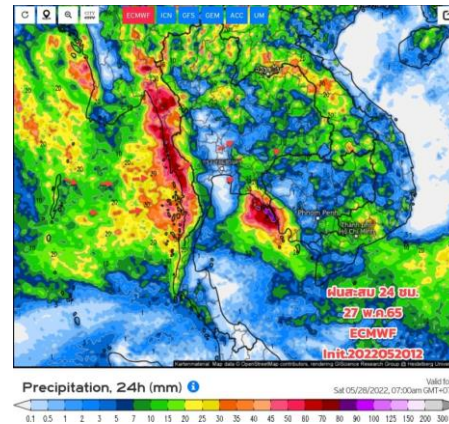 ECMWF ICN GFS GEM ACC UM
Phnom Penh
ฝนสะสม 24 ชม.
27 พ.ค.65
ECMWF
Init.2022052012
Precipitation, 24h (mm)
Valid fo
Sat 05/28/2022, 07:00am GMT+0
0.1 0.5 1 2 3 5 7 10 15 20 25 30 35 40 45 50 60 70 80 90 100 125 150 200 300